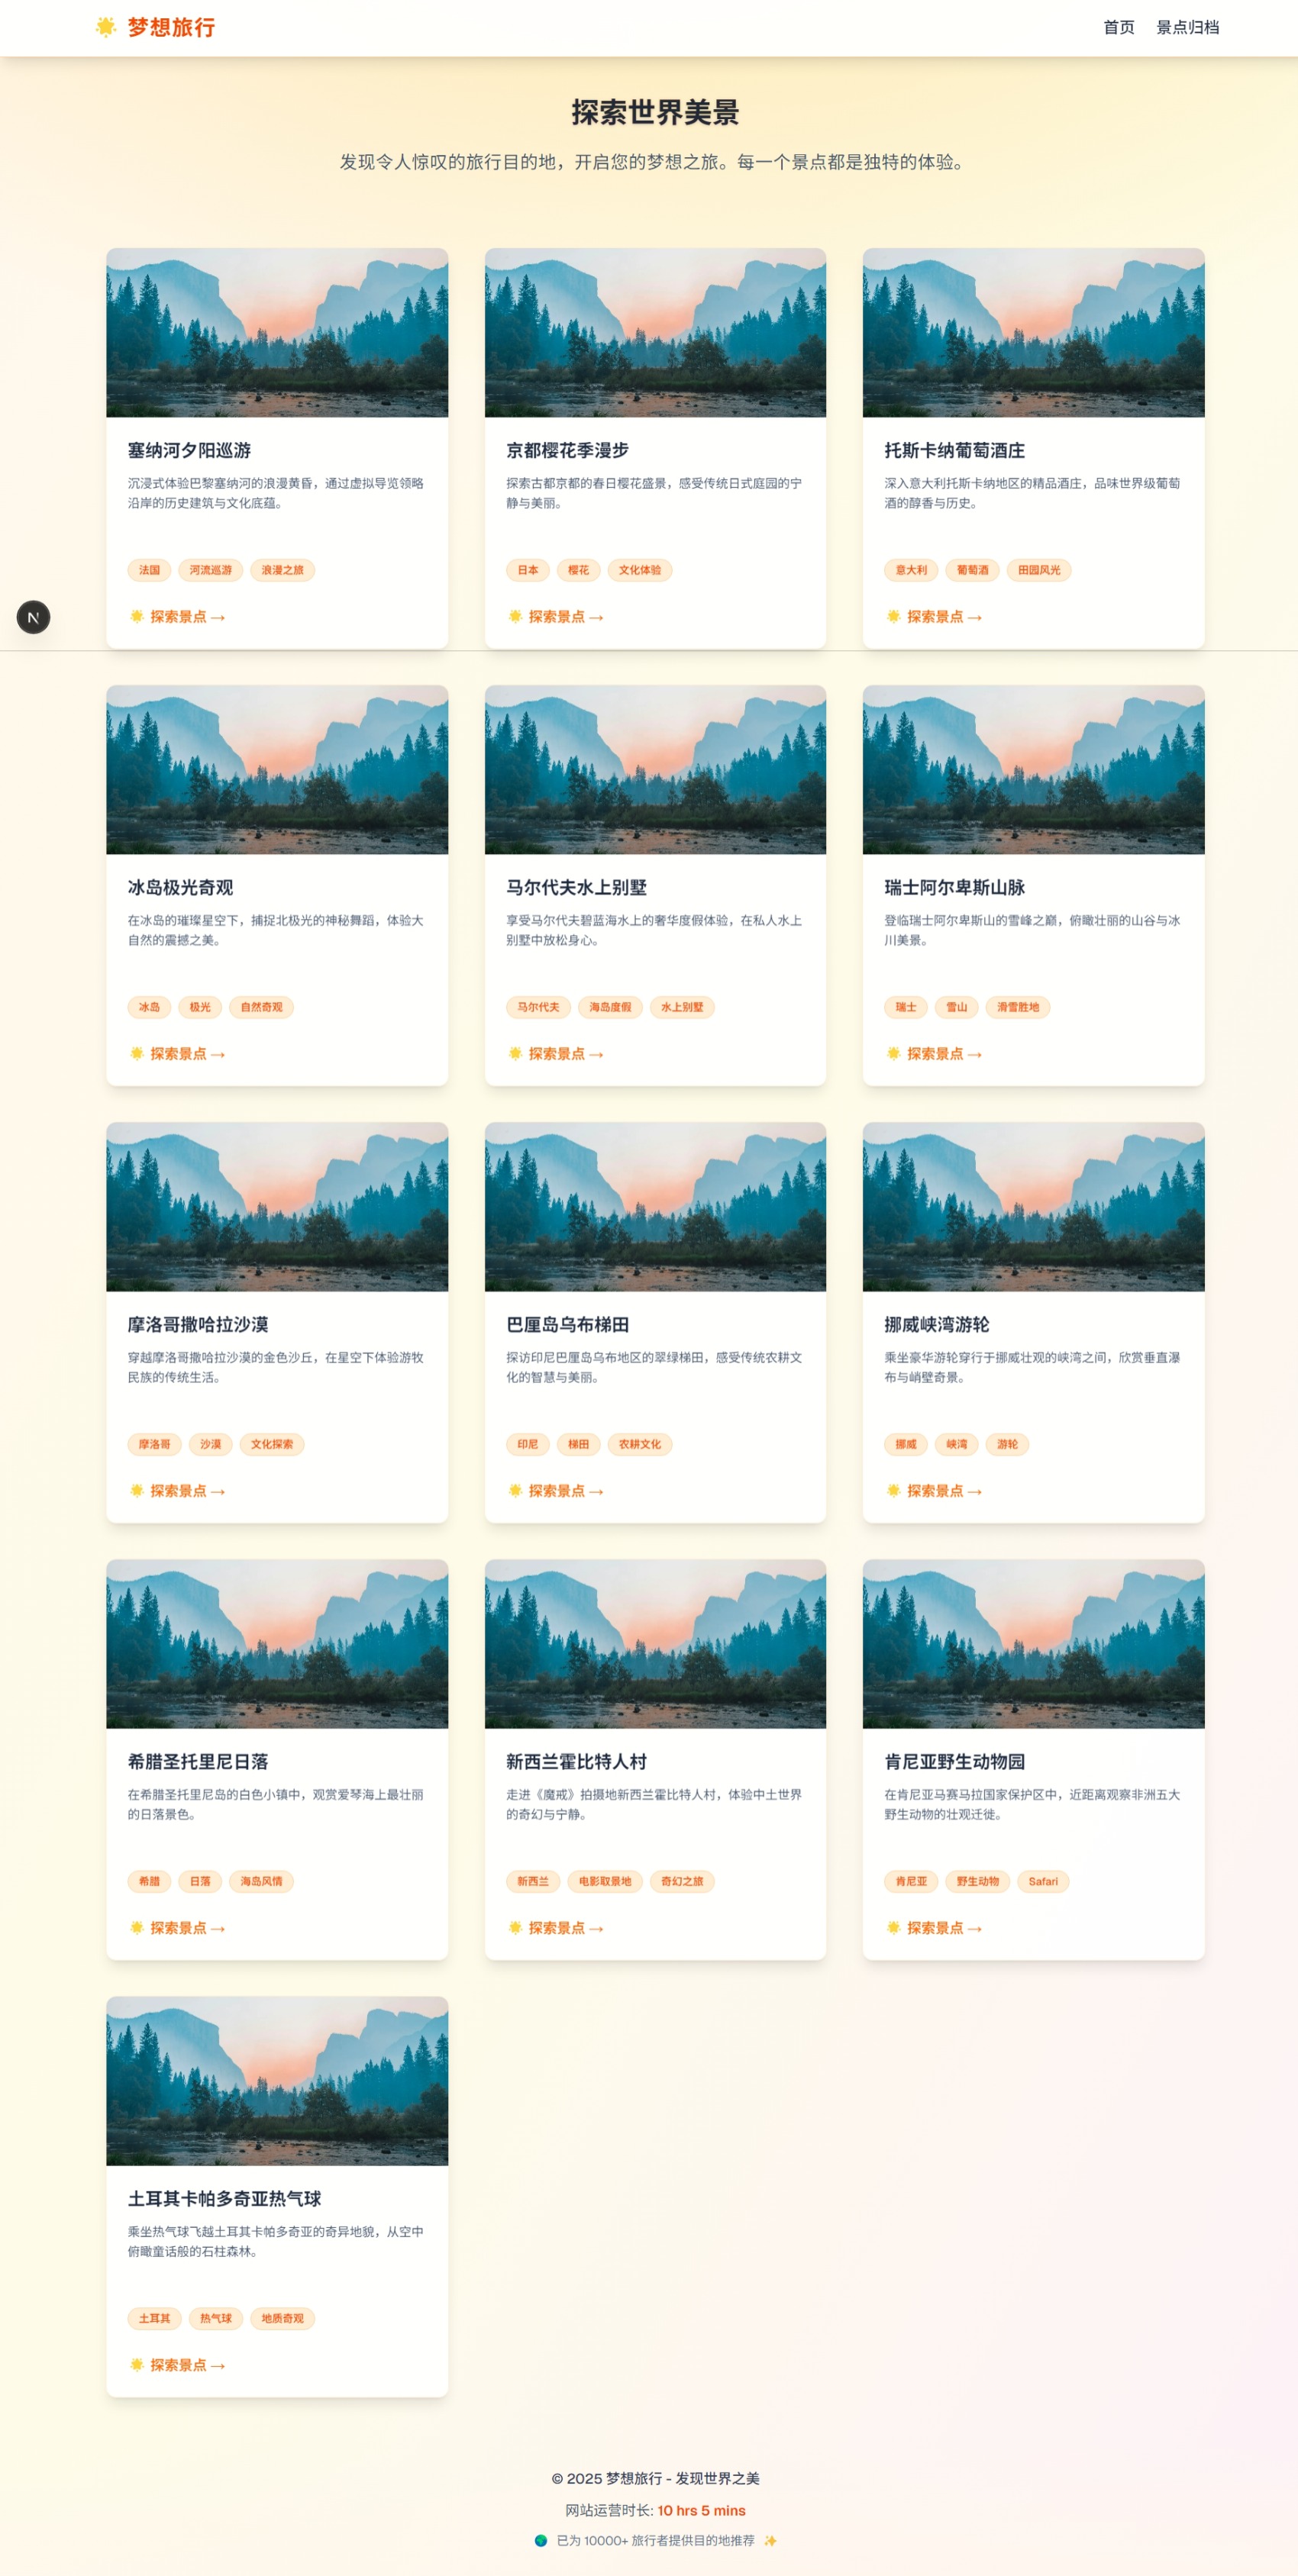 🌟 梦想旅行
首页 景点归档
探索世界美景
发现令人惊叹的旅行目的地，开启您的梦想之旅。每一个景点都是独特的体验。
塞纳河夕阳巡游
沉浸式体验巴黎塞纳河的浪漫黄昏，通过虚拟导览领略
沿岸的历史建筑与文化底蕴。
法国 河流巡游 浪漫之旅
🌟 探索景点 →
京都樱花季漫步
探索古都京都的春日樱花盛景，感受传统日式庭园的宁
静与美丽。
日本 樱花 文化体验
🌟 探索景点 →
托斯卡纳葡萄酒庄
深入意大利托斯卡纳地区的精品酒庄，品味世界级葡萄
酒的醇香与历史。
意大利 葡萄酒 田园风光
🌟 探索景点 →
N
冰岛极光奇观
在冰岛的璀璨星空下，捕捉北极光的神秘舞蹈，体验大
自然的震撼之美。
冰岛 极光 自然奇观
🌟 探索景点 →
马尔代夫水上别墅
享受马尔代夫碧蓝海水上的奢华度假体验，在私人水上
别墅中放松身心。
马尔代夫 海岛度假 水上别墅
🌟 探索景点 →
瑞士阿尔卑斯山脉
登临瑞士阿尔卑斯山的雪峰之巅，俯瞰壮丽的山谷与冰
川美景。
瑞士 雪山 滑雪胜地
🌟 探索景点 →
摩洛哥撒哈拉沙漠
穿越摩洛哥撒哈拉沙漠的金色沙丘，在星空下体验游牧
民族的传统生活。
摩洛哥 沙漠 文化探索
🌟 探索景点 →
巴厘岛乌布梯田
探访印尼巴厘岛乌布地区的翠绿梯田，感受传统农耕文
化的智慧与美丽。
印尼 梯田 农耕文化
🌟 探索景点 →
挪威峡湾游轮
乘坐豪华游轮穿行于挪威壮观的峡湾之间，欣赏垂直瀑
布与峭壁奇景。
挪威 峡湾 游轮
🌟 探索景点 →
希腊圣托里尼日落
在希腊圣托里尼岛的白色小镇中，观赏爱琴海上最壮丽
的日落景色。
希腊 日落 海岛风情
🌟 探索景点 →
新西兰霍比特人村
走进《魔戒》拍摄地新西兰霍比特人村，体验中土世界
的奇幻与宁静。
新西兰 电影取景地 奇幻之旅
🌟 探索景点 →
肯尼亚野生动物园
在肯尼亚马赛马拉国家保护区中，近距离观察非洲五大
野生动物的壮观迁徙。
肯尼亚 野生动物 Safari
🌟 探索景点 →
土耳其卡帕多奇亚热气球
乘坐热气球飞越土耳其卡帕多奇亚的奇异地貌，从空中
俯瞰童话般的石柱森林。
土耳其 热气球 地质奇观
🌟 探索景点 →
© 2025 梦想旅行 - 发现世界之美
网站运营时长: 10 hrs 5 mins
🌍 已为 10000+ 旅行者提供目的地推荐 ✨